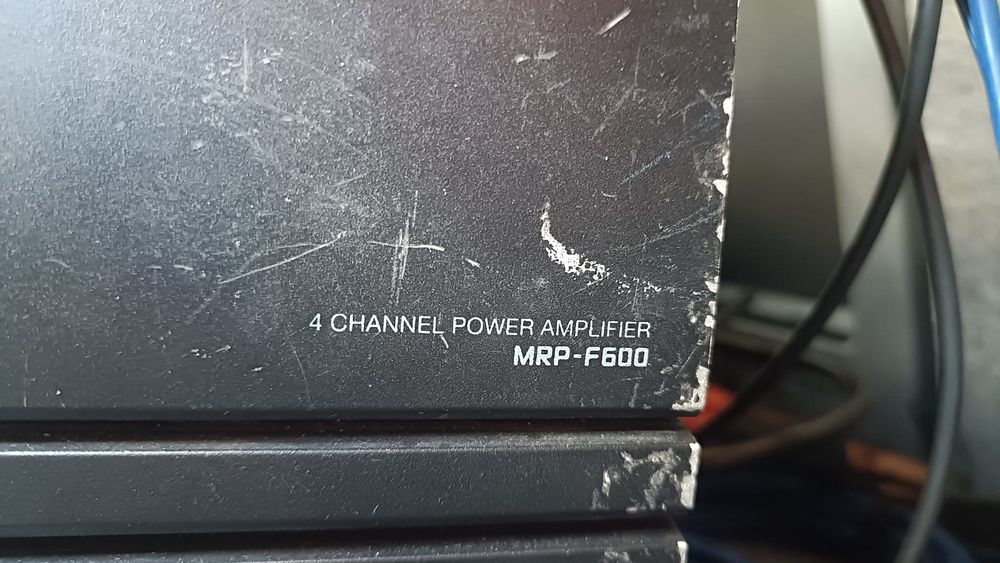 4 CHANNEL POWER AMPLIFIER
MRP-F600